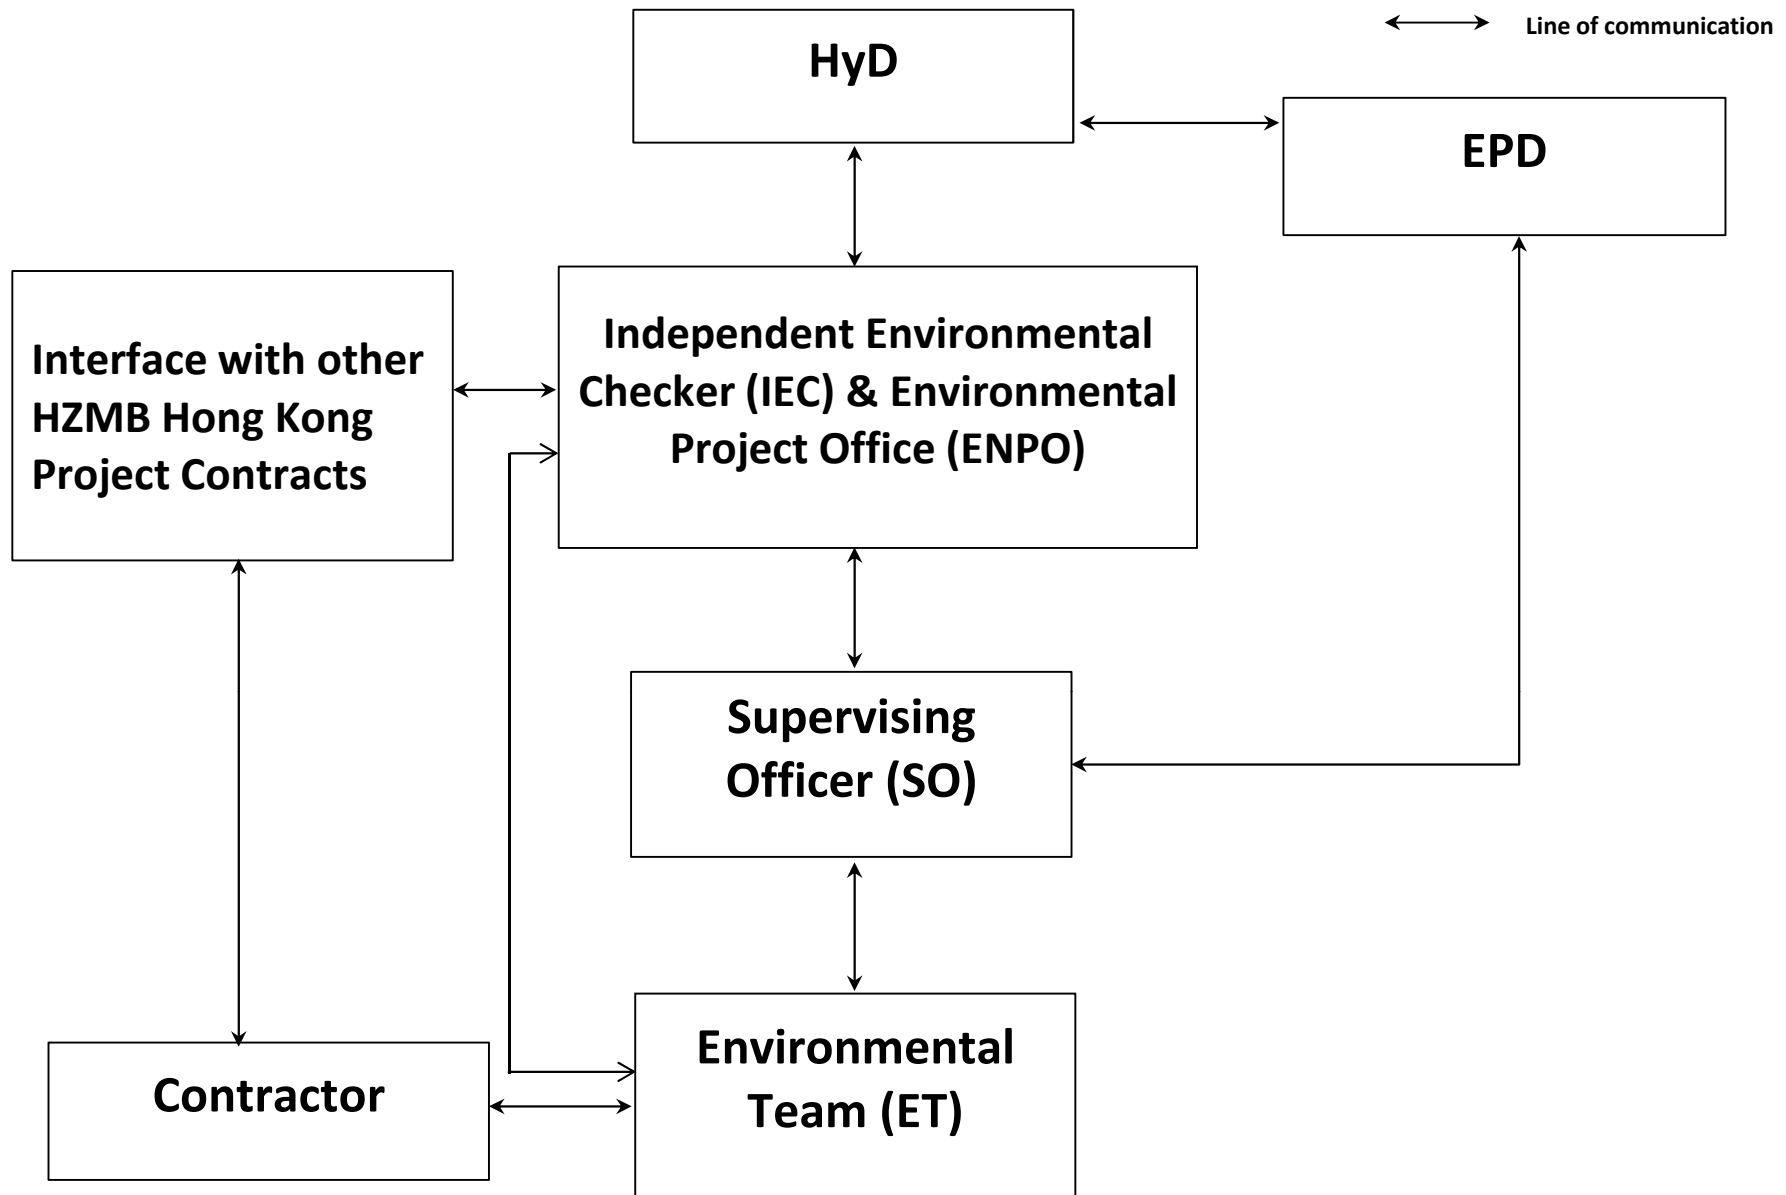 Line of communication
HyD
EPD
Interface with other
HZMB Hong Kong
Project Contracts
Independent Environmental
Checker (IEC) & Environmental
Project Office (ENPO)
Supervising
Officer (SO)
Contractor
Environmental
Team (ET)